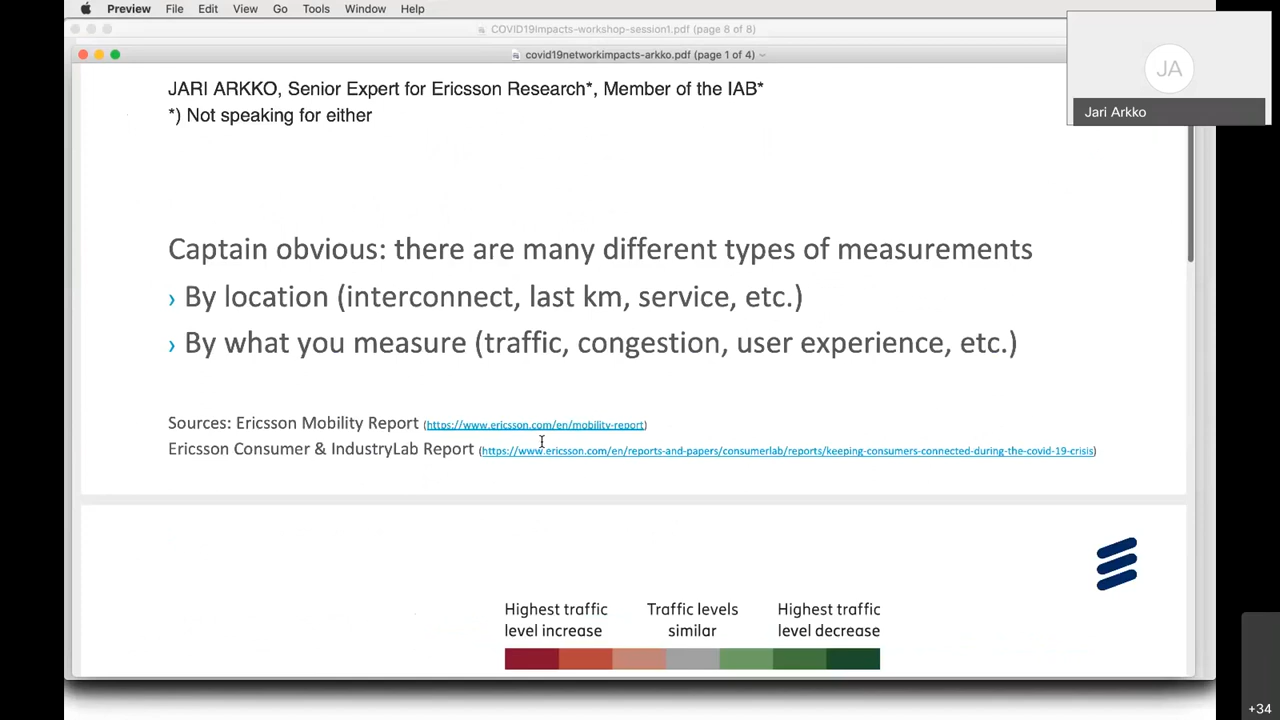 Preview File Edit View Go Tools Window Help
COVID19impacts-workshop-session1.pdf (page 8 of 8)
covid19networkimpacts-arkko.pdf (page 1 of 4)
JA
Jari Arkko
JARI ARKKO, Senior Expert for Ericsson Research*, Member of the IAB*
*) Not speaking for either
Captain obvious: there are many different types of measurements
› By location (interconnect, last km, service, etc.)
› By what you measure (traffic, congestion, user experience, etc.)
Sources: Ericsson Mobility Report (https://www.ericsson.com/en/mobility-report)
Ericsson Consumer & IndustryLab Report (https://www.ericsson.com/en/reports-and-papers/consumerlab/reports/keeping-consumers-connected-during-the-covid-19-crisis)
Highest traffic level increase
Traffic levels similar
Highest traffic level decrease
+34